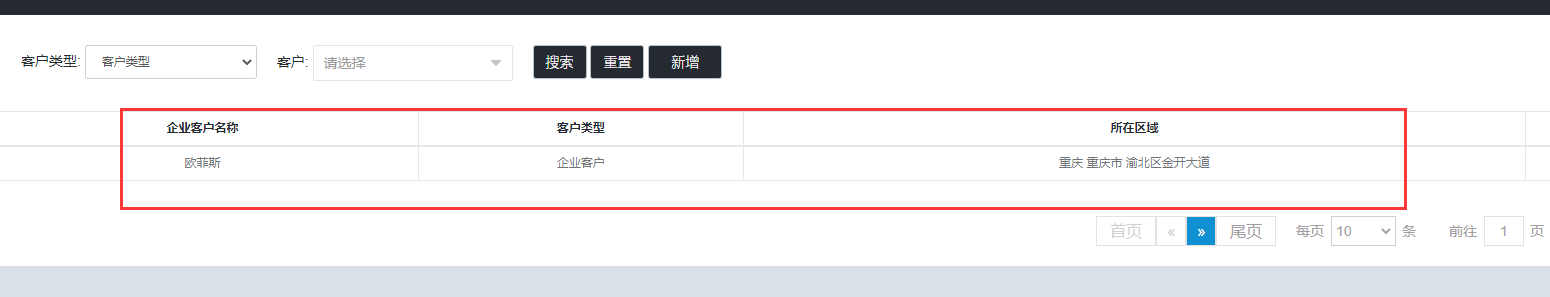 客户类型: 客户类型 客户: 请选择 搜索 重置 新增
企业客户名称 客户类型 所在区域
欧菲斯 企业客户 重庆 重庆市 渝北区金开大道
首页 « » 尾页 每页 10 条 前往 1 页